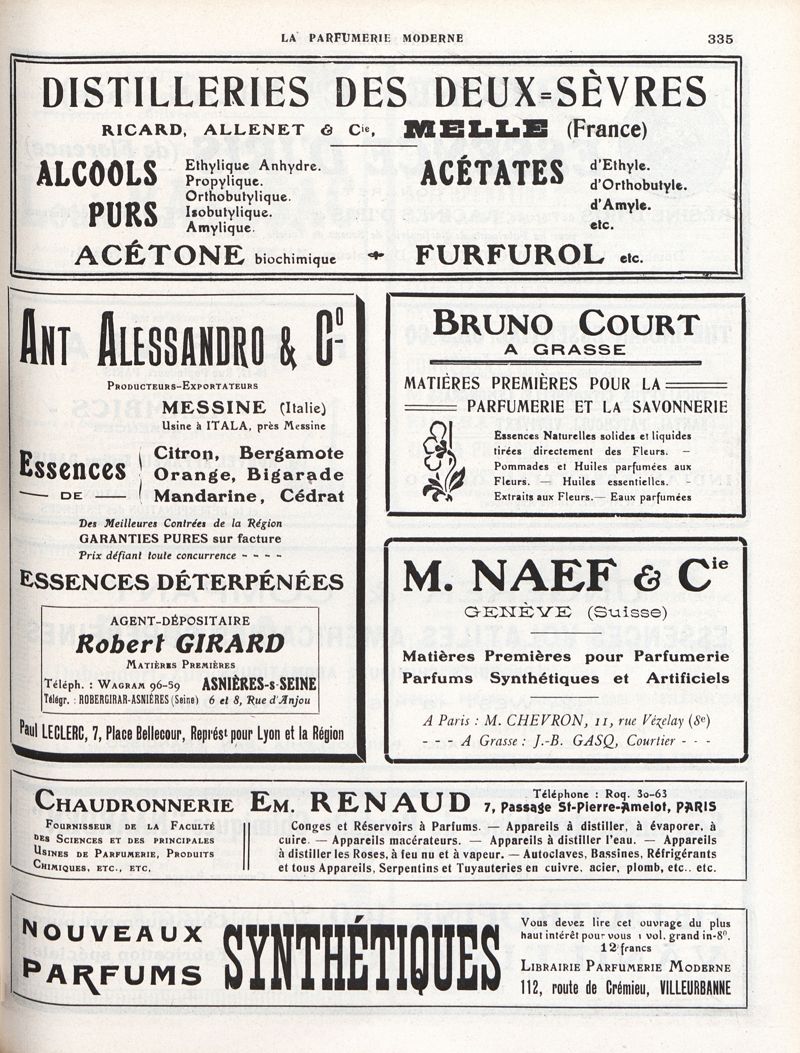 LA PARFUMERIE MODERNE 335
DISTILLERIES DES DEUX=SÈVRES
RICARD, ALLENET & Cie, MELLE (France)
ALCOOLS PURS
Ethylique Anhydre.
Propylique.
Orthobutylique.
Isobutylique.
Amylique.
ACÉTATES
d'Ethyle.
d'Orthobutyle.
d'Amyle.
etc.
ACÉTONE biochimique FURFUROL etc.
ANT ALESSANDRO & Co
PRODUCTEURS-EXPORTATEURS
MESSINE (Italie)
Usine à ITALA, près Messine
Essences
— DE
Citron, Bergamote
Orange, Bigarade
Mandarine, Cédrat
Des Meilleures Contrées de la Région
GARANTIES PURES sur facture
Prix défiant toute concurrence - - - -
ESSENCES DÉTERPÉNÉES
AGENT-DÉPOSITAIRE
Robert GIRARD
MATIÈRES PREMIÈRES
Téléph. : WAGRAM 96-59 ASNIÈRES-s-SEINE
Télégr. : ROBERGIRAR-ASNIÈRES (Seine) 6 et 8, Rue d'Anjou
Paul LECLERC, 7, Place Bellecour, Représt pour Lyon et la Région
BRUNO COURT
A GRASSE
MATIÈRES PREMIÈRES POUR LA
PARFUMERIE ET LA SAVONNERIE
Essences Naturelles solides et liquides
tirées directement des Fleurs. —
Pommades et Huiles parfumées aux
Fleurs. — Huiles essentielles.
Extraits aux Fleurs. — Eaux parfumées
M. NAEF & Cie
GENÈVE (Suisse)
Matières Premières pour Parfumerie
Parfums Synthétiques et Artificiels
A Paris : M. CHEVRON, 11, rue Vézelay (8e)
- - - A Grasse : J.-B. GASQ, Courtier - - -
CHAUDRONNERIE EM. RENAUD
Téléphone : Roq. 30-63
7, Passage St-Pierre-Amelot, PARIS
FOURNISSEUR DE LA FACULTÉ
DES SCIENCES ET DES PRINCIPALES
USINES DE PARFUMERIE, PRODUITS
CHIMIQUES, ETC., ETC.
Conges et Réservoirs à Parfums. — Appareils à distiller, à évaporer, à
cuire. — Appareils macérateurs. — Appareils à distiller l'eau. — Appareils
à distiller les Roses, à feu nu et à vapeur. — Autoclaves, Bassines, Réfrigérants
et tous Appareils, Serpentins et Tuyauteries en cuivre, acier, plomb, etc., etc.
NOUVEAUX
PARFUMS
SYNTHÉTIQUES
Vous devez lire cet ouvrage du plus
haut intérêt pour vous 1 vol. grand in-8º.
12 francs
LIBRAIRIE PARFUMERIE MODERNE
112, route de Crémieu, VILLEURBANNE